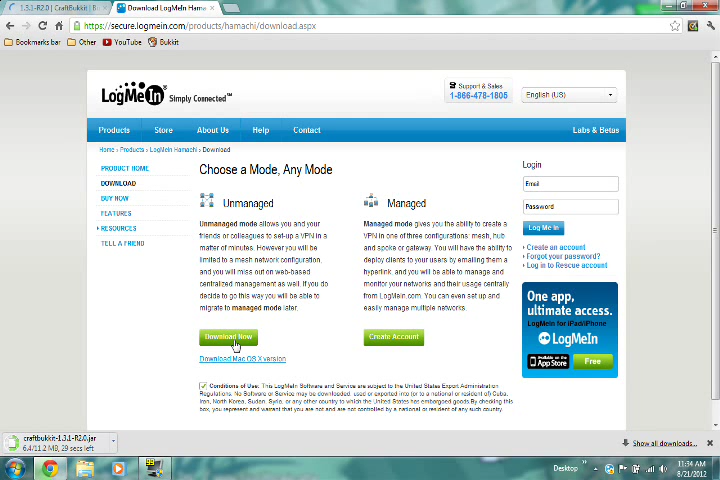 1.3.1-R2.0 | CraftBukkit | B
Download LogMeIn Hama
https://secure.logmein.com/products/hamachi/download.aspx
Bookmarks bar
Other
YouTube
Bukkit
LogMeIn® Simply Connected™
Support & Sales
1-866-478-1805
English (US)
Products
Store
About Us
Help
Contact
Labs & Betas
Home › Products › LogMeIn Hamachi › Download
PRODUCT HOME
DOWNLOAD
BUY NOW
FEATURES
RESOURCES
TELL A FRIEND
Choose a Mode, Any Mode
Unmanaged
Unmanaged mode allows you and your
friends or colleagues to set-up a VPN in a
matter of minutes. However you will be
limited to a mesh network configuration,
and you will miss out on web-based
centralized management as well. If you do
decide to go this way you will be able to
migrate to managed mode later.
Download Now
Download Mac OS X version
Managed
Managed mode gives you the ability to create a
VPN in one of three configurations: mesh, hub
and spoke or gateway. You will have the ability to
deploy clients to your users by emailing them a
hyperlink, and you will be able to manage and
monitor your networks and their usage centrally
from LogMeIn.com. You can even set up and
easily manage multiple networks.
Create Account
Conditions of Use: This LogMeIn Software and Service are subject to the United States Export Administration
Regulations. No Software or Service may be downloaded, used or exported into (or to a national or resident of) Cuba,
Iran, North Korea, Sudan, Syria, or any other country to which the United States has embargoed goods. By checking this
box, you represent and warrant that you are not and are not controlled by a national or resident of any such country.
Login
Email
Password
Log Me In
› Create an account
› Forgot your password?
› Log in to Rescue account
One app,
ultimate access.
LogMeIn for iPad/iPhone
LogMeIn
Available on the
App Store
Free
craftbukkit-1.3.1-R2.0.jar
6.4/11.2 MB, 29 secs left
Show all downloads...
Desktop
11:34 AM
8/21/2012